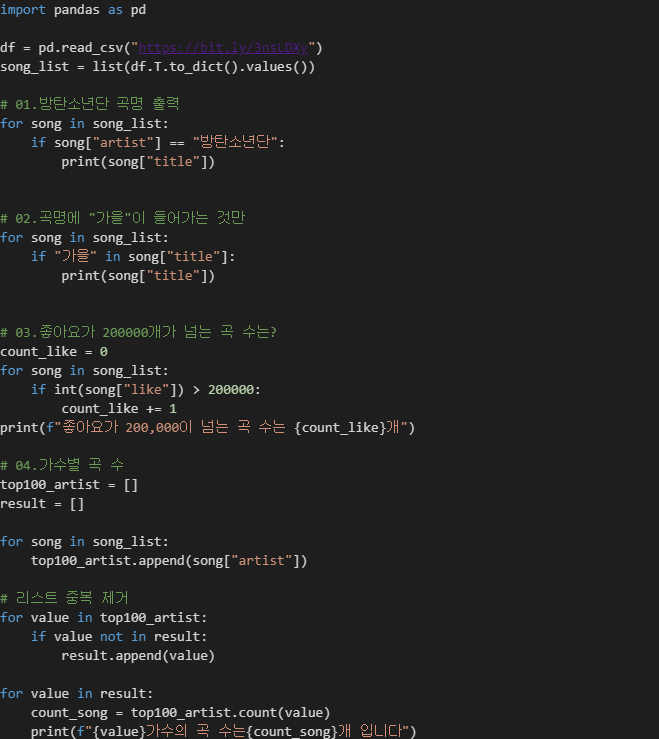 import pandas as pd
df = pd.read_csv("https://bit.ly/3nsLDXy")
song_list = list(df.T.to_dict().values())
# 01.방탄소년단 곡명 출력
for song in song_list:
    if song["artist"] == "방탄소년단":
        print(song["title"])
# 02.곡명에 "가을"이 들어가는 것만
for song in song_list:
    if "가을" in song["title"]:
        print(song["title"])
# 03.좋아요가 200000개가 넘는 곡 수는?
count_like = 0
for song in song_list:
    if int(song["like"]) > 200000:
        count_like += 1
print(f"좋아요가 200,000이 넘는 곡 수는 {count_like}개")
# 04.가수별 곡 수
top100_artist = []
result = []
for song in song_list:
    top100_artist.append(song["artist"])
# 리스트 중복 제거
for value in top100_artist:
    if value not in result:
        result.append(value)
for value in result:
    count_song = top100_artist.count(value)
    print(f"{value}가수의 곡 수는{count_song}개 입니다")